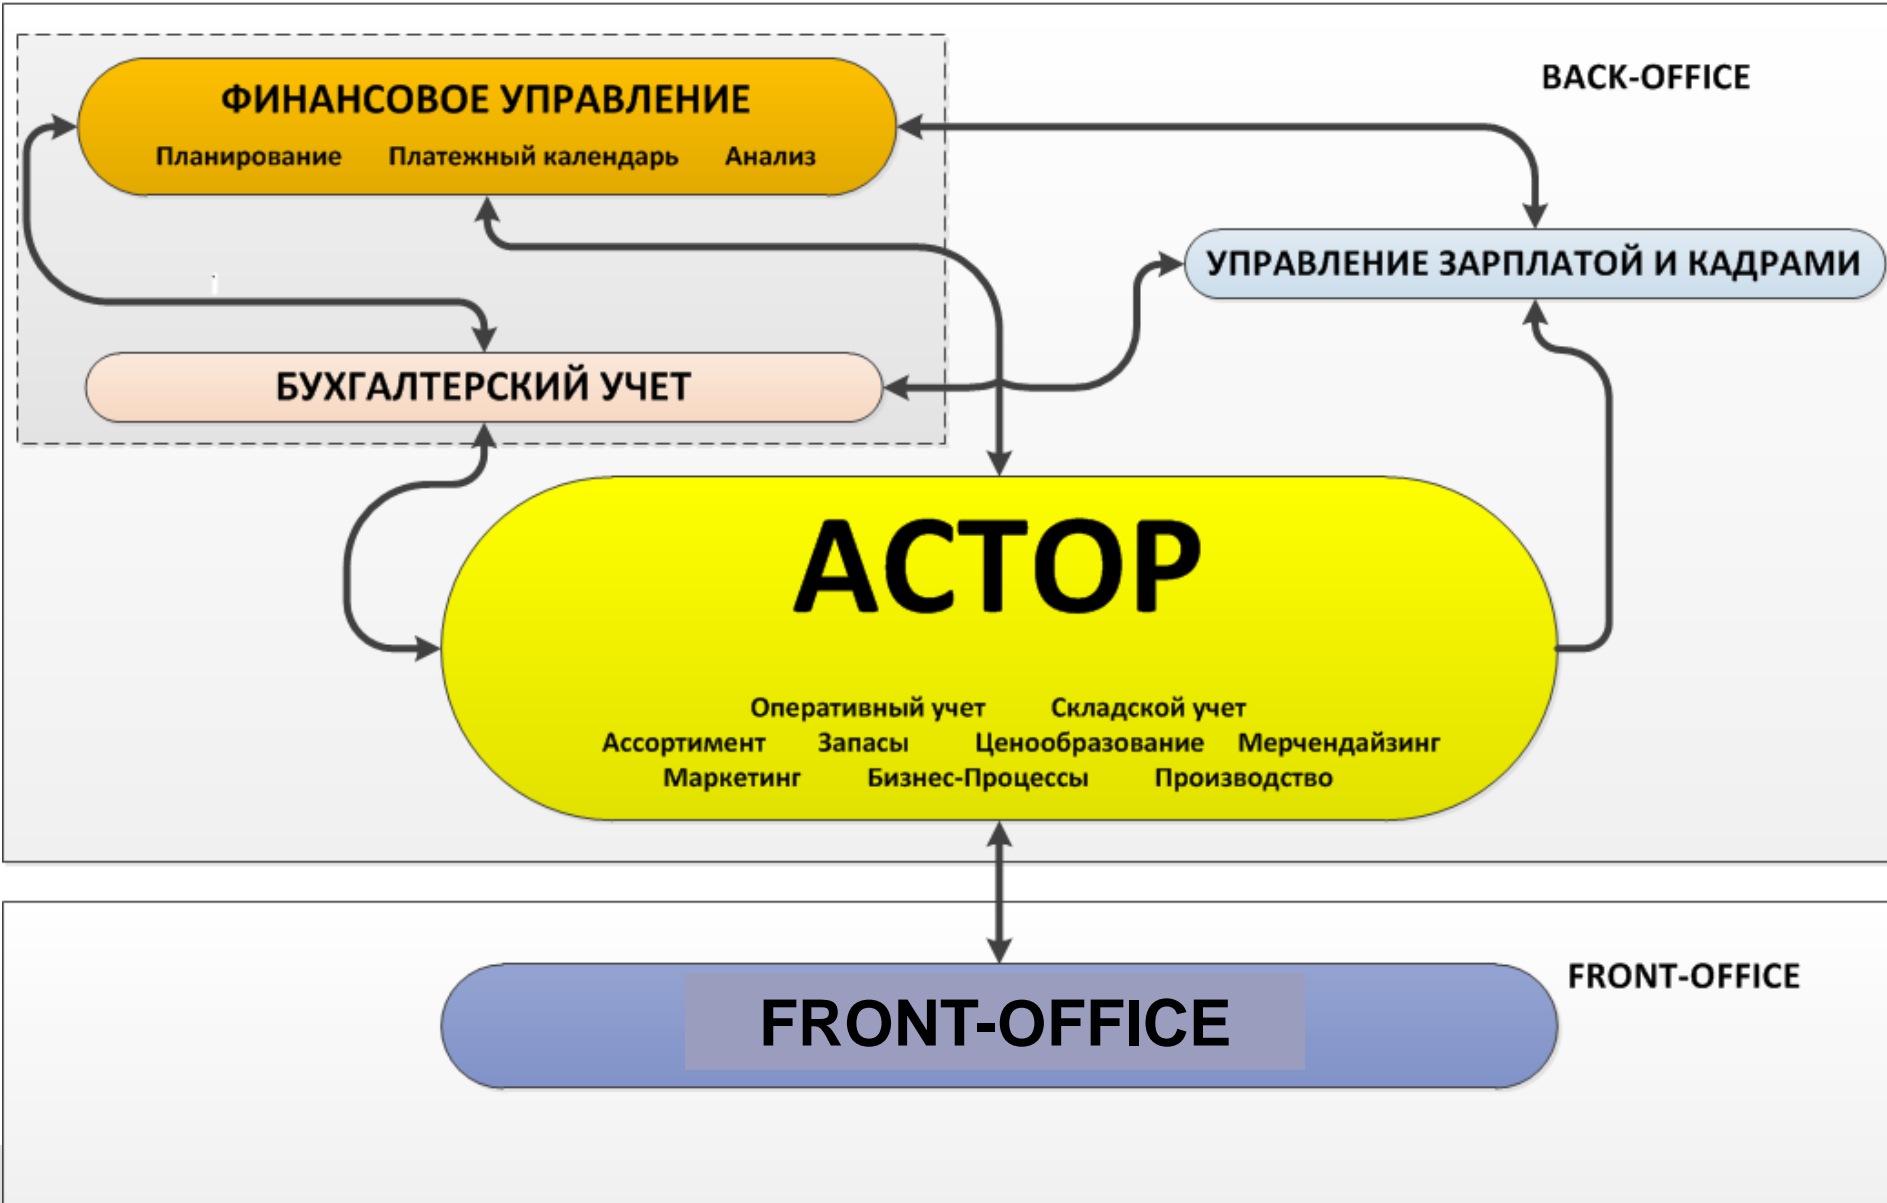 BACK-OFFICE
ФИНАНСОВОЕ УПРАВЛЕНИЕ
Планирование Платежный календарь Анализ
УПРАВЛЕНИЕ ЗАРПЛАТОЙ И КАДРАМИ
БУХГАЛТЕРСКИЙ УЧЕТ
АСТОР
Оперативный учет Складской учет
Ассортимент Запасы Ценообразование Мерчендайзинг
Маркетинг Бизнес-Процессы Производство
FRONT-OFFICE
FRONT-OFFICE